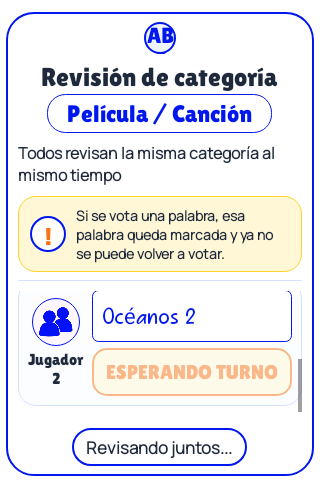 AB
Revisión de categoría
Película / Canción
Todos revisan la misma categoría al
mismo tiempo
!
Si se vota una palabra, esa
palabra queda marcada y ya no
se puede volver a votar.
Océanos 2
Jugador
2
ESPERANDO TURNO
Revisando juntos...